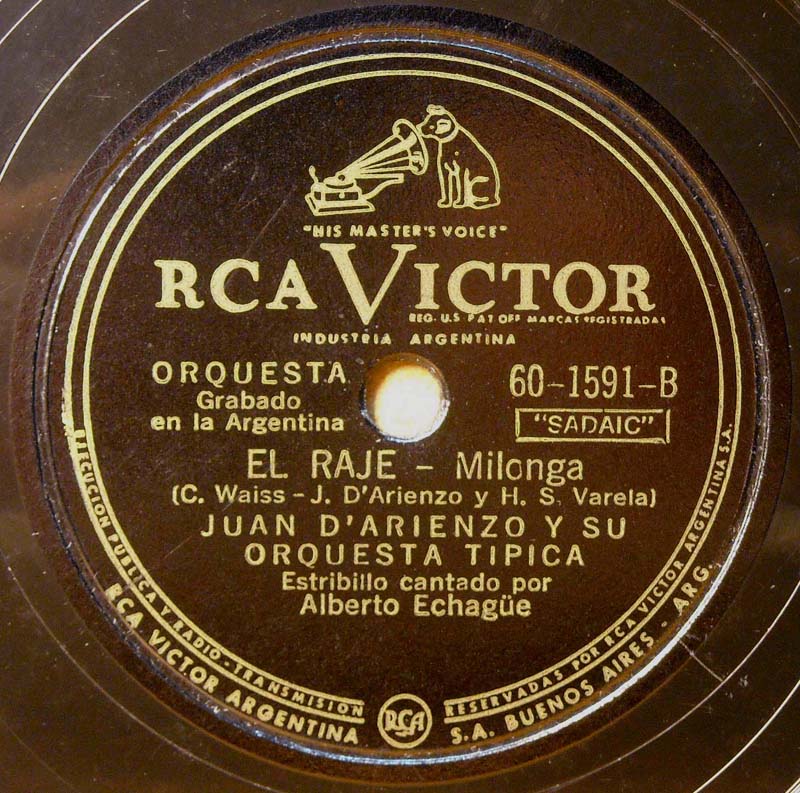 "HIS MASTER'S VOICE"
RCA VICTOR
REG. U.S. PAT OFF MARCAS REGISTRADAS
INDUSTRIA ARGENTINA
ORQUESTA
Grabado
en la Argentina
60-1591-B
"SADAIC"
EL RAJE - Milonga
(C. Waiss - J. D'Arienzo y H. S. Varela)
JUAN D'ARIENZO Y SU
ORQUESTA TIPICA
Estribillo cantado por
Alberto Echagüe
EJECUCION PUBLICA Y RADIO-TRANSMISION
RESERVADAS POR RCA VICTOR ARGENTINA S.A.
RCA VICTOR ARGENTINA
RCA
S.A. BUENOS AIRES - ARG.